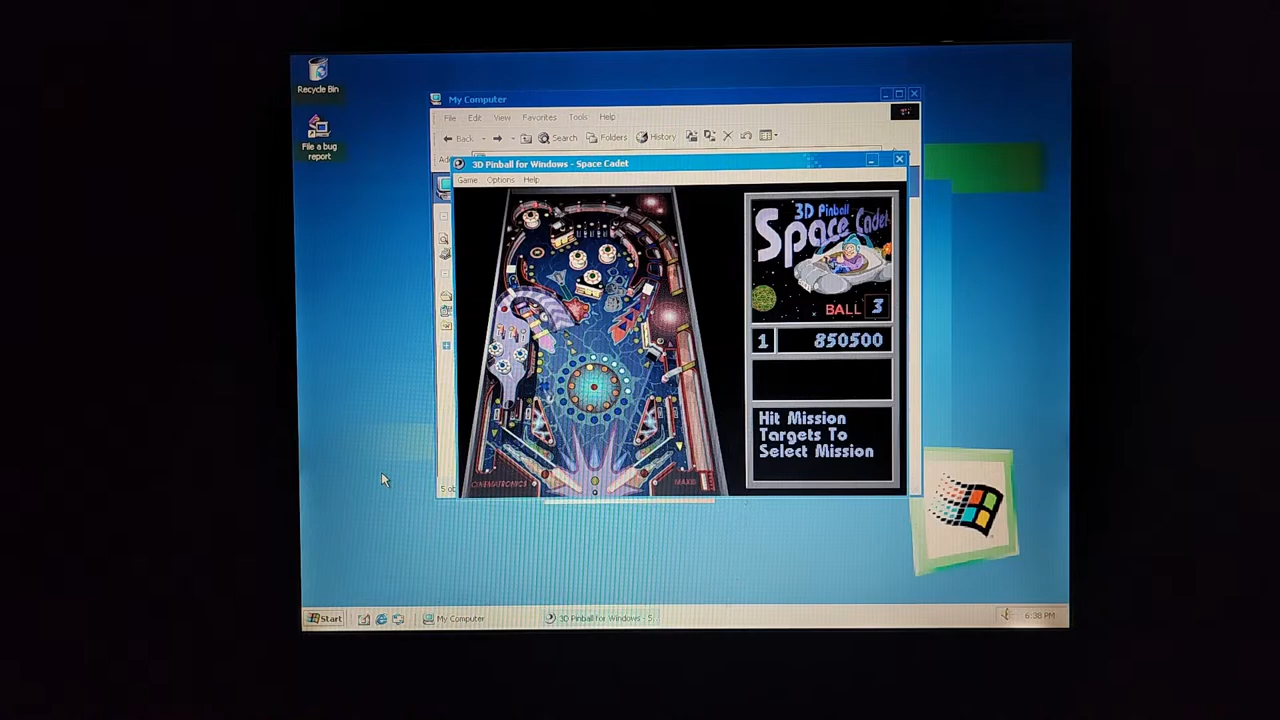 Recycle Bin
File a bug
report
My Computer
File Edit View Favorites Tools Help
Back Search Folders History
3D Pinball for Windows - Space Cadet
Game Options Help
3D Pinball
Space Cadet
BALL 3
1 850500
Hit Mission
Targets To
Select Mission
CINEMATRONICS
MAXIS
Start My Computer 3D Pinball for Windows - S... 6:38 PM